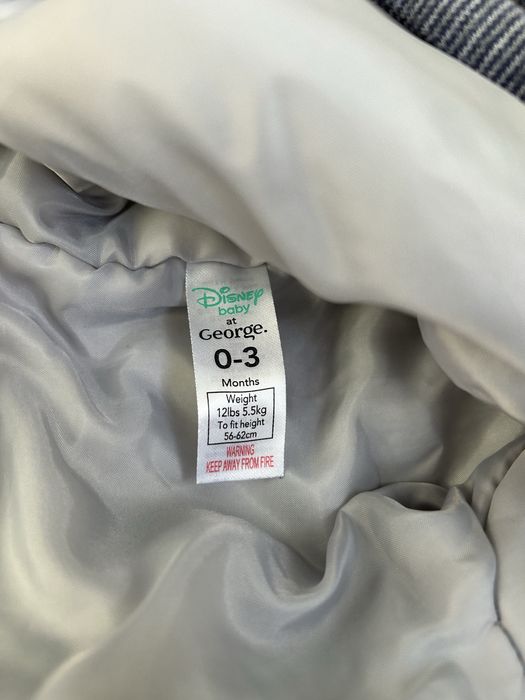 Disney
baby
at
George.
0-3
Months
Weight
12lbs 5.5kg
To fit height
56-62cm
WARNING
KEEP AWAY FROM FIRE